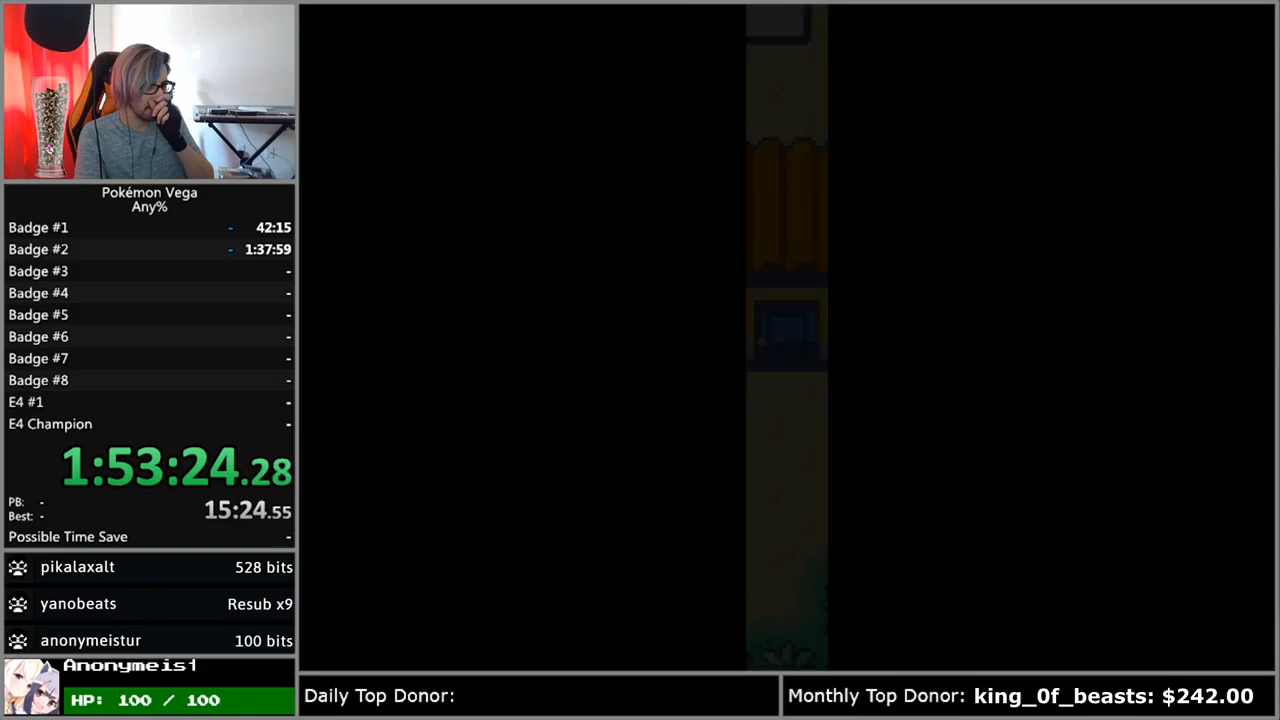 Pokémon Vega
Any%
Badge #1 - 42:15
Badge #2 - 1:37:59
Badge #3 -
Badge #4 -
Badge #5 -
Badge #6 -
Badge #7 -
Badge #8 -
E4 #1 -
E4 Champion -
1:53:24.28
PB: -
Best: -
15:24.55
Possible Time Save -
pikalaxalt 528 bits
yanobeats Resub x9
anonymeistur 100 bits
Anonymeist
HP: 100 / 100
Daily Top Donor:
Monthly Top Donor: king_0f_beasts: $242.00